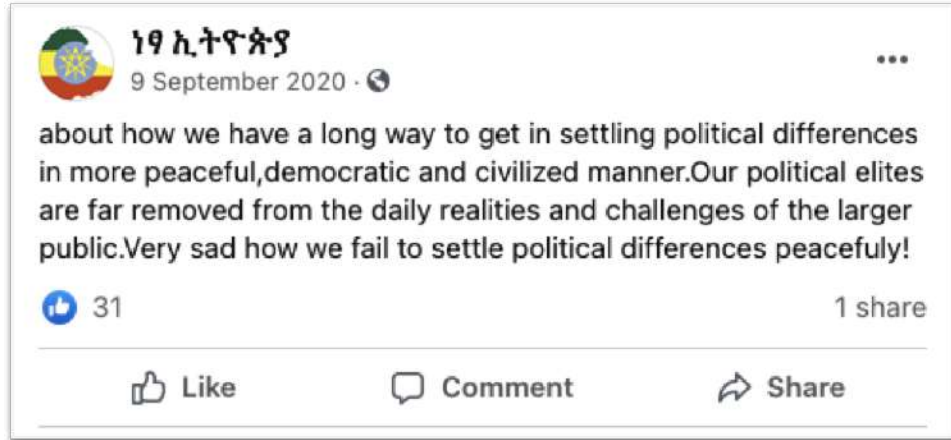 ነፃ ኢትዮጵያ
9 September 2020 ·
about how we have a long way to get in settling political differences
in more peaceful,democratic and civilized manner.Our political elites
are far removed from the daily realities and challenges of the larger
public.Very sad how we fail to settle political differences peacefuly!
31 1 share
Like Comment Share